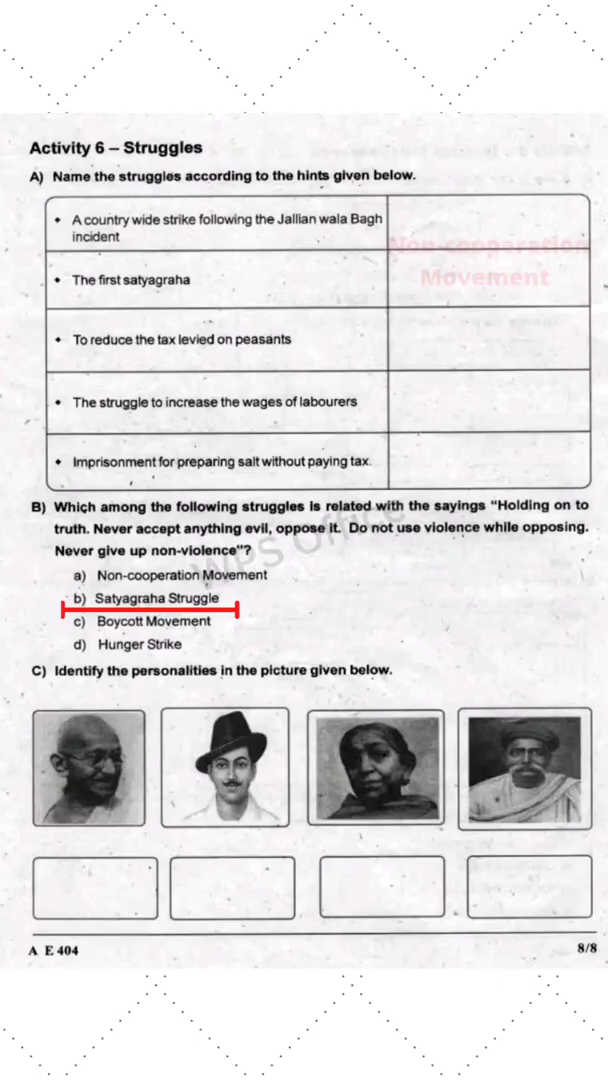 Activity 6 – Struggles
A) Name the struggles according to the hints given below.
• A country wide strike following the Jallian wala Bagh
incident
Non-cooperation
Movement
• The first satyagraha
• To reduce the tax levied on peasants
• The struggle to increase the wages of labourers
• Imprisonment for preparing salt without paying tax.
B) Which among the following struggles is related with the sayings "Holding on to
truth. Never accept anything evil, oppose it. Do not use violence while opposing.
Never give up non-violence"?
WPS Office
a) Non-cooperation Movement
b) Satyagraha Struggle
c) Boycott Movement
d) Hunger Strike
C) Identify the personalities in the picture given below.
A E 404
8/8